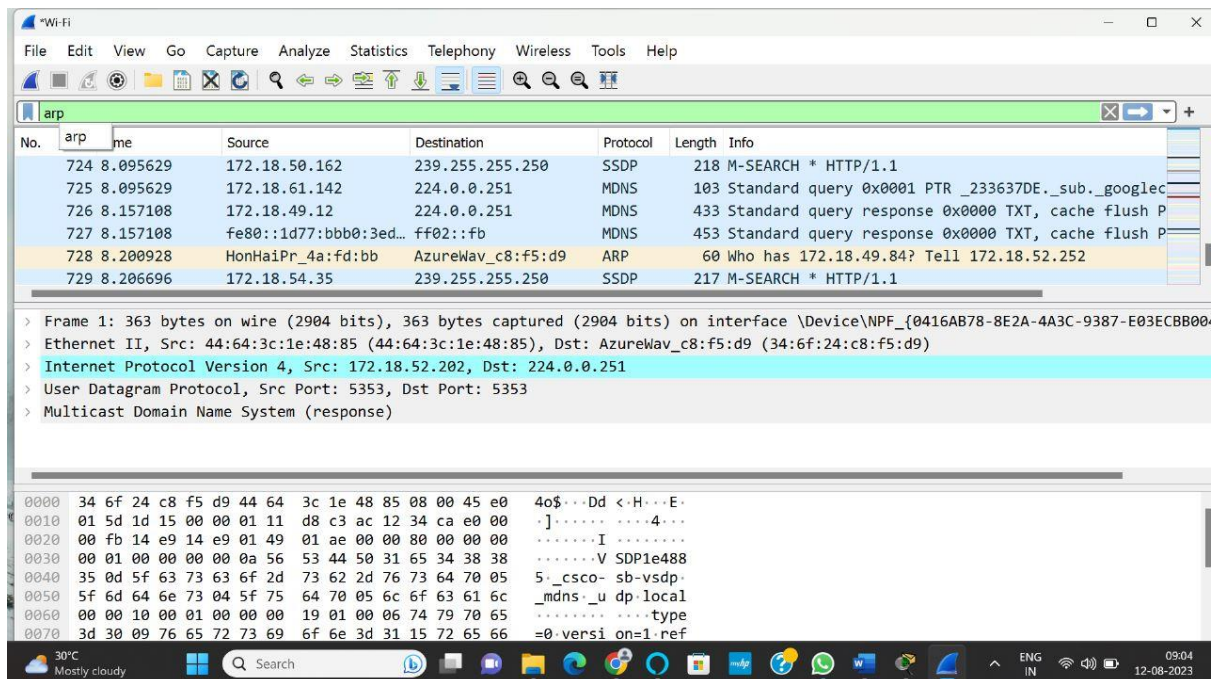 *Wi-Fi
File Edit View Go Capture Analyze Statistics Telephony Wireless Tools Help
arp
arp
No. me Source Destination Protocol Length Info
724 8.095629 172.18.50.162 239.255.255.250 SSDP 218 M-SEARCH * HTTP/1.1
725 8.095629 172.18.61.142 224.0.0.251 MDNS 103 Standard query 0x0001 PTR _233637DE._sub._googlec
726 8.157108 172.18.49.12 224.0.0.251 MDNS 433 Standard query response 0x0000 TXT, cache flush P
727 8.157108 fe80::1d77:bbb0:3ed… ff02::fb MDNS 453 Standard query response 0x0000 TXT, cache flush P
728 8.200928 HonHaiPr_4a:fd:bb AzureWav_c8:f5:d9 ARP 60 Who has 172.18.49.84? Tell 172.18.52.252
729 8.206696 172.18.54.35 239.255.255.250 SSDP 217 M-SEARCH * HTTP/1.1
> Frame 1: 363 bytes on wire (2904 bits), 363 bytes captured (2904 bits) on interface \Device\NPF_{0416AB78-8E2A-4A3C-9387-E03ECBB004
> Ethernet II, Src: 44:64:3c:1e:48:85 (44:64:3c:1e:48:85), Dst: AzureWav_c8:f5:d9 (34:6f:24:c8:f5:d9)
> Internet Protocol Version 4, Src: 172.18.52.202, Dst: 224.0.0.251
> User Datagram Protocol, Src Port: 5353, Dst Port: 5353
> Multicast Domain Name System (response)
0000 34 6f 24 c8 f5 d9 44 64 3c 1e 48 85 08 00 45 e0 4o$···Dd <·H···E·
0010 01 5d 1d 15 00 00 01 11 d8 c3 ac 12 34 ca e0 00 ·]······ ····4···
0020 00 fb 14 e9 14 e9 01 49 01 ae 00 00 80 00 00 00 ·······I ········
0030 00 01 00 00 00 00 0a 56 53 44 50 31 65 34 38 38 ·······V SDP1e488
0040 35 0d 5f 63 73 63 6f 2d 73 62 2d 76 73 64 70 05 5·_csco- sb-vsdp·
0050 5f 6d 64 6e 73 04 5f 75 64 70 05 6c 6f 63 61 6c _mdns·_u dp·local
0060 00 00 10 00 01 00 00 00 19 01 00 06 74 79 70 65 ········ ····type
0070 3d 30 09 76 65 72 73 69 6f 6e 3d 31 15 72 65 66 =0·versi on=1·ref
30°C
Mostly cloudy
Search
ENG
IN
09:04
12-08-2023